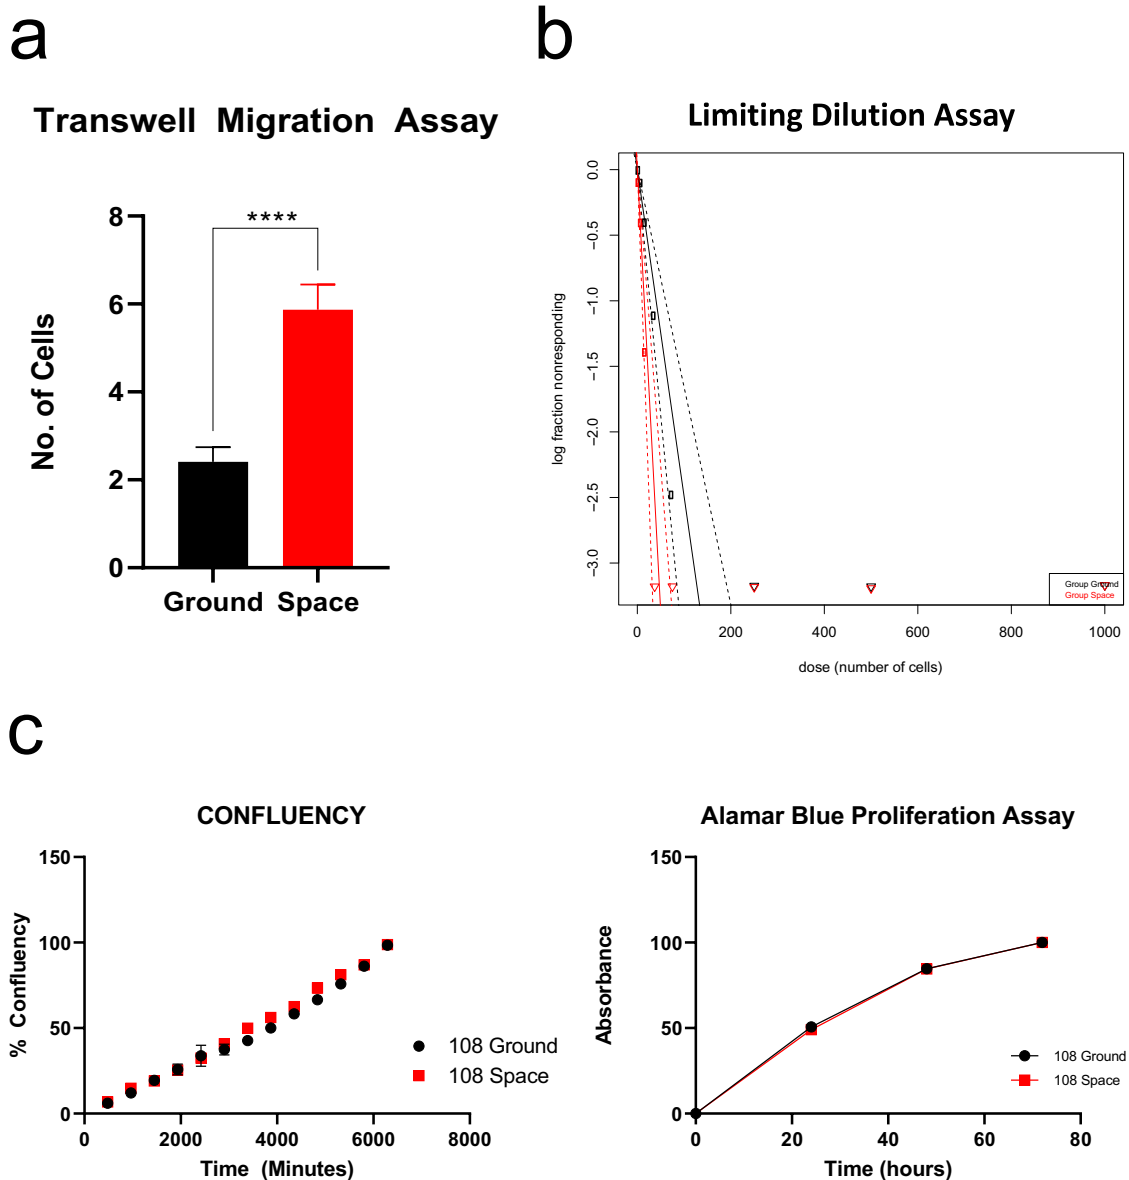 a
Transwell Migration Assay
8
6
4
2
0
No. of Cells
****
Ground Space
b
Limiting Dilution Assay
0.0
−0.5
−1.0
−1.5
−2.0
−2.5
−3.0
log fraction nonresponding
Group Ground
Group Space
0 200 400 600 800 1000
dose (number of cells)
c
CONFLUENCY
150
100
50
0
% Confluency
108 Ground
108 Space
0 2000 4000 6000 8000
Time (Minutes)
Alamar Blue Proliferation Assay
150
100
50
0
Absorbance
108 Ground
108 Space
0 20 40 60 80
Time (hours)